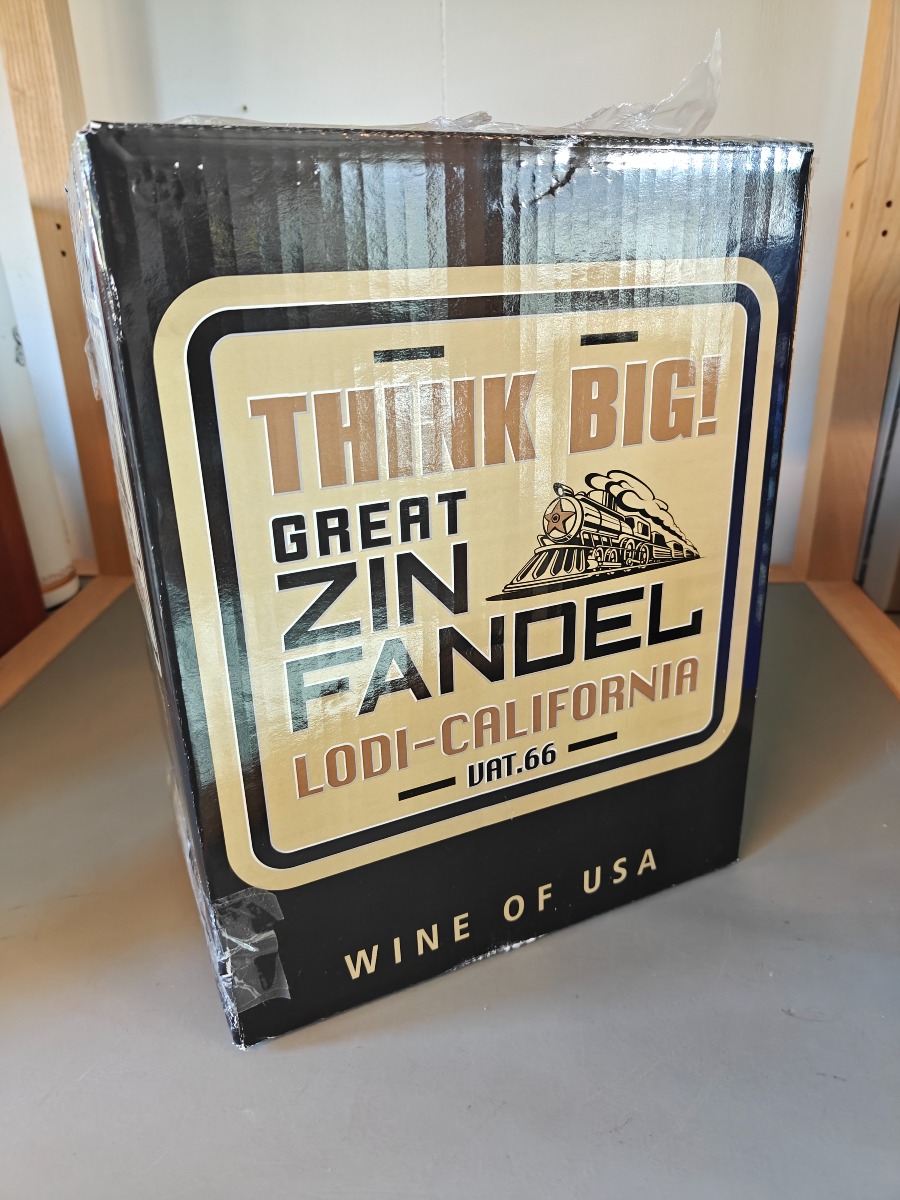 THINK BIG!
GREAT
ZIN
FANDEL
LODI-CALIFORNIA
VAT.66
WINE OF USA